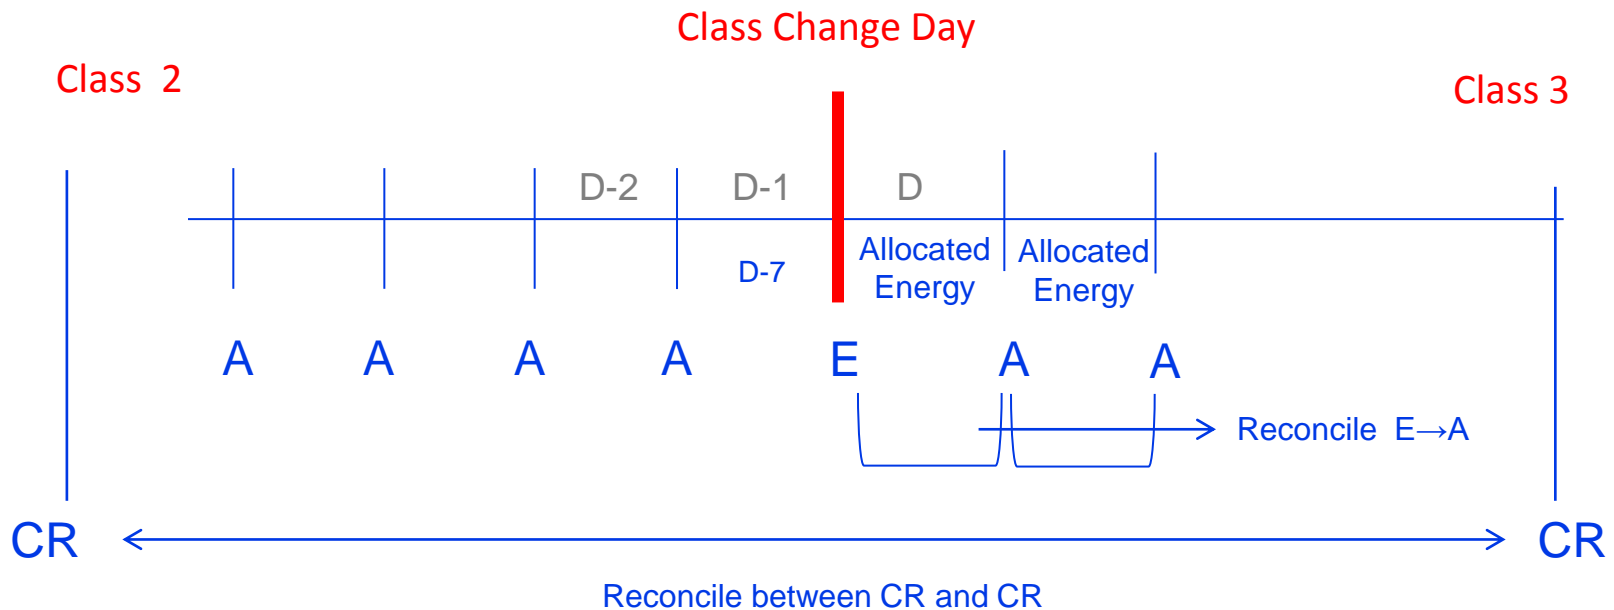 Class Change Day
Class 2
Class 3
D-2 D-1 D
D-7
Allocated Energy
Allocated Energy
A A A A E A A
Reconcile E→A
CR CR
Reconcile between CR and CR